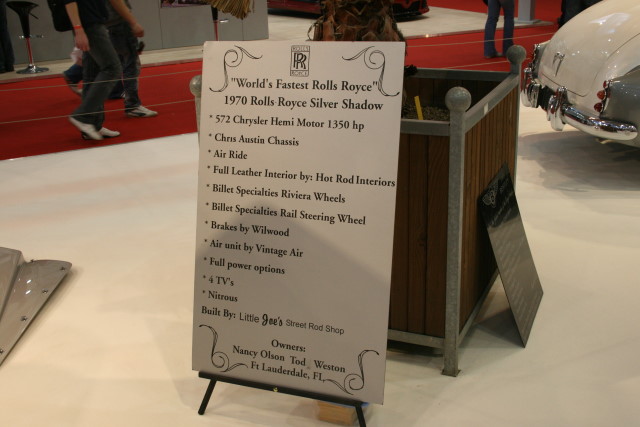 ROLLS
RR
ROYCE
"World's Fastest Rolls Royce"
1970 Rolls-Royce Silver Shadow
* 572 Chrysler Hemi Motor 1350 hp
* Chris Austin Chassis
* Air Ride
* Full Leather Interior by: Hot Rod Interiors
* Billet Specialties Riviera Wheels
* Billet Specialties Rail Steering Wheel
* Brakes by Wilwood
* Air unit by Vintage Air
* Full power options
* 4 TV's
* Nitrous
Built By: Little Joe's Street Rod Shop
Owners:
Nancy Olson Tod Weston
Ft Lauderdale, FL